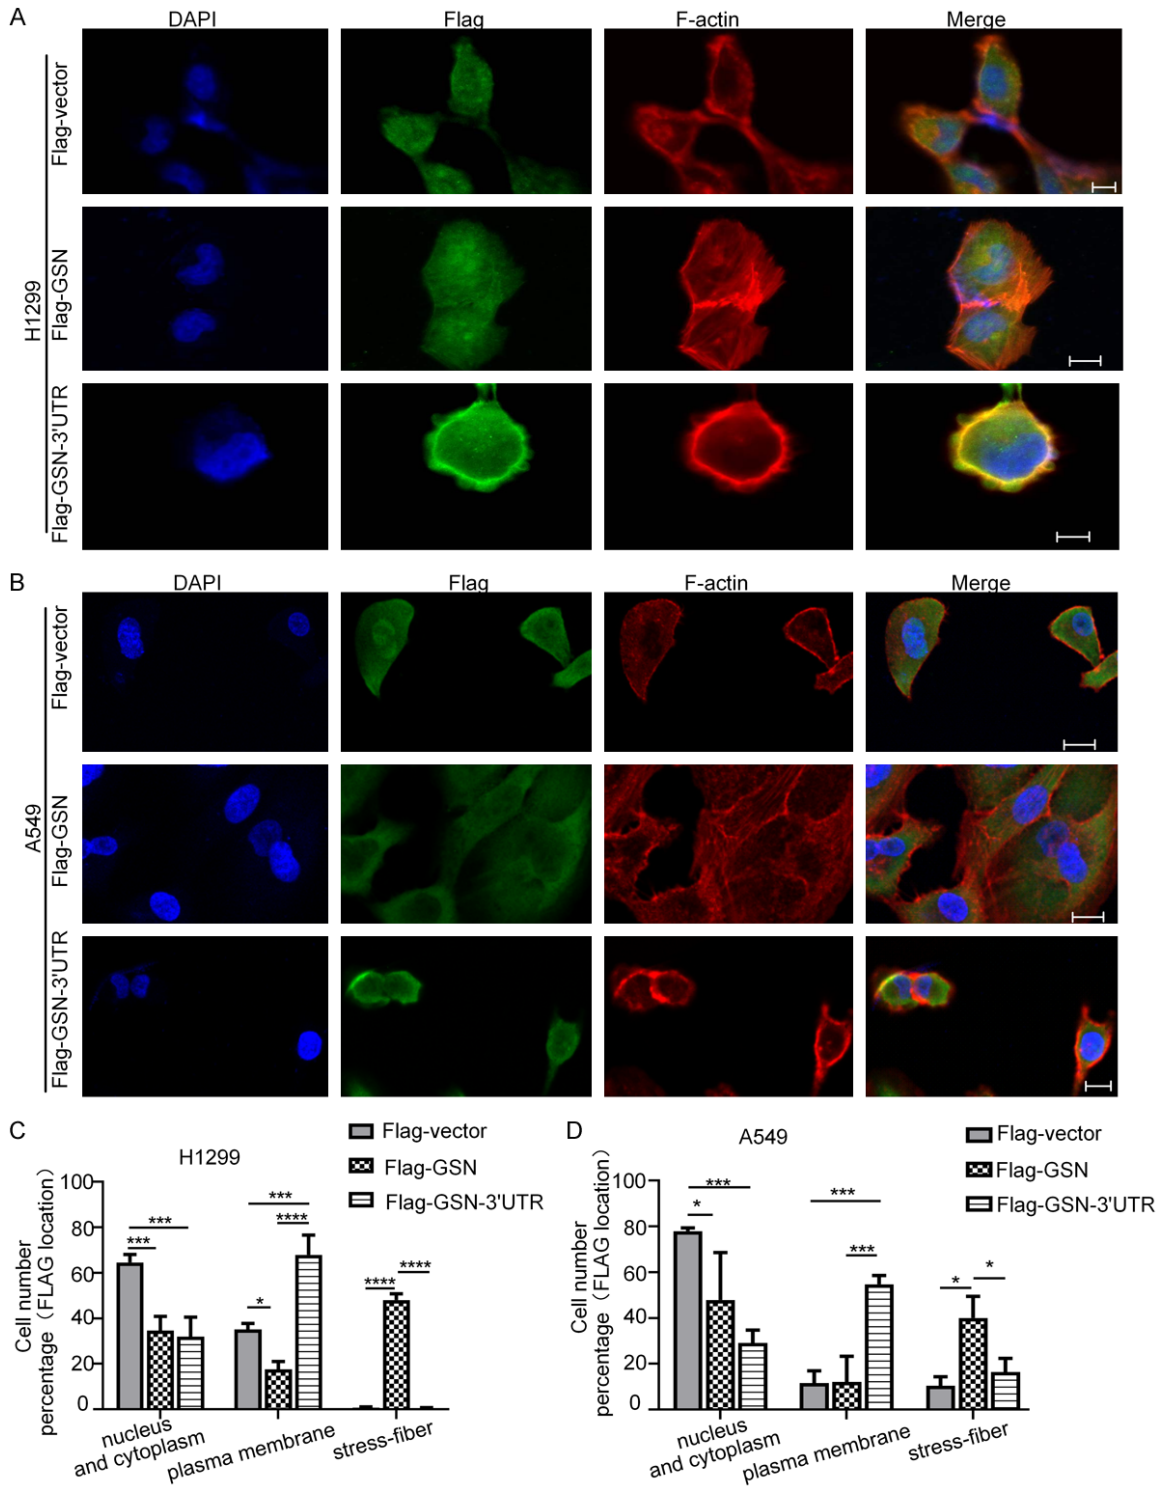 A
DAPI
Flag
F-actin
Merge
H1299
Flag-vector
Flag-GSN
Flag-GSN-3'UTR
B
DAPI
Flag
F-actin
Merge
A549
Flag-vector
Flag-GSN
Flag-GSN-3'UTR
C
H1299
Flag-vector
Flag-GSN
Flag-GSN-3'UTR
Cell number
percentage（FLAG location）
100
80
60
40
20
0
***
***
*
***
****
****
****
nucleus
and cytoplasm
plasma membrane
stress-fiber
D
A549
Flag-vector
Flag-GSN
Flag-GSN-3'UTR
Cell number
percentage（FLAG location）
100
80
60
40
20
0
***
*
***
***
*
*
nucleus
and cytoplasm
plasma membrane
stress-fiber